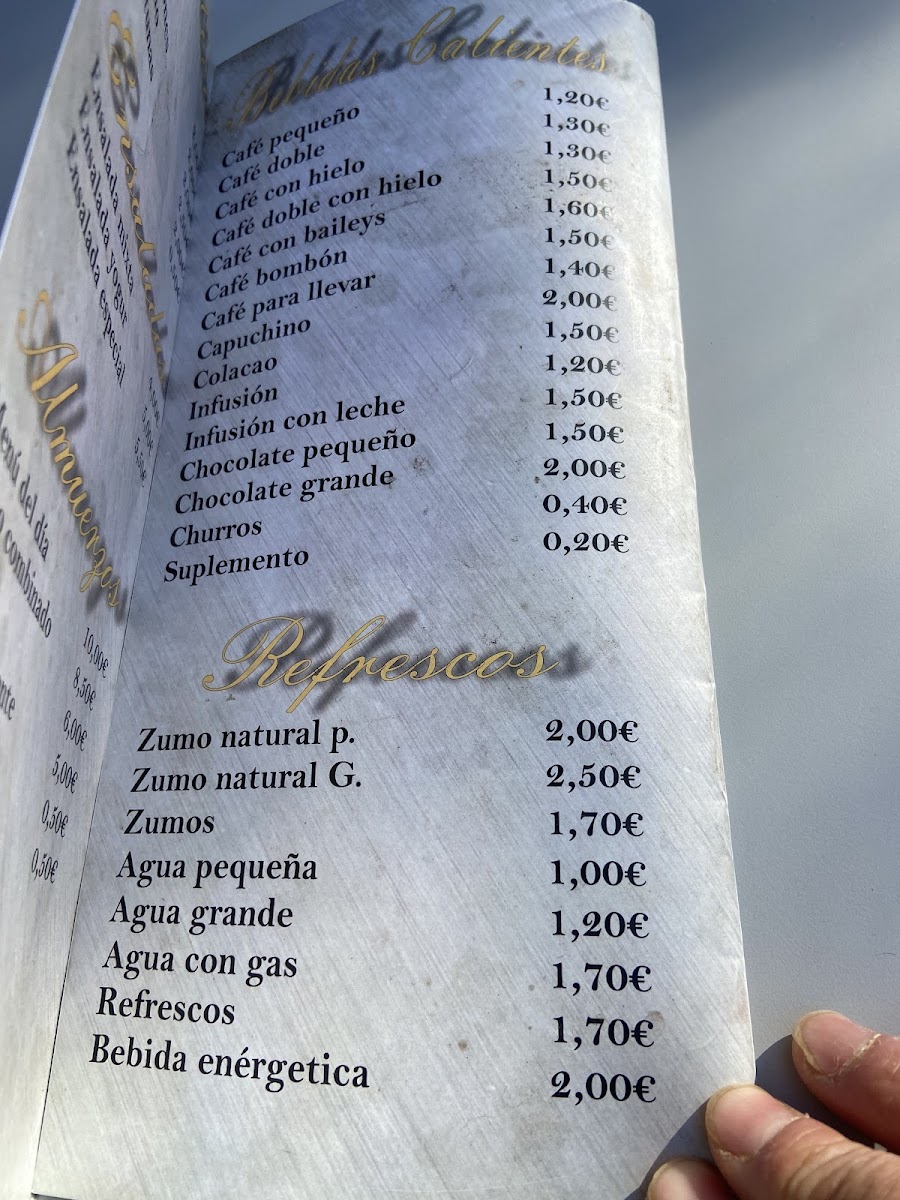 Ensalada mixta
Ensalada yogur
Ensalada especial
Almuerzos
Menú del día 10,00€
combinado 8,50€
6,00€
5,00€
0,50€
0,50€
Bebidas Calientes
Café pequeño 1,20€
Café doble 1,30€
Café con hielo 1,30€
Café doble con hielo 1,50€
Café con baileys 1,60€
Café bombón 1,50€
Café para llevar 1,40€
Capuchino 2,00€
Colacao 1,50€
Infusión 1,20€
Infusión con leche 1,50€
Chocolate pequeño 1,50€
Chocolate grande 2,00€
Churros 0,40€
Suplemento 0,20€
Refrescos
Zumo natural p. 2,00€
Zumo natural G. 2,50€
Zumos 1,70€
Agua pequeña 1,00€
Agua grande 1,20€
Agua con gas 1,70€
Refrescos 1,70€
Bebida enérgetica 2,00€